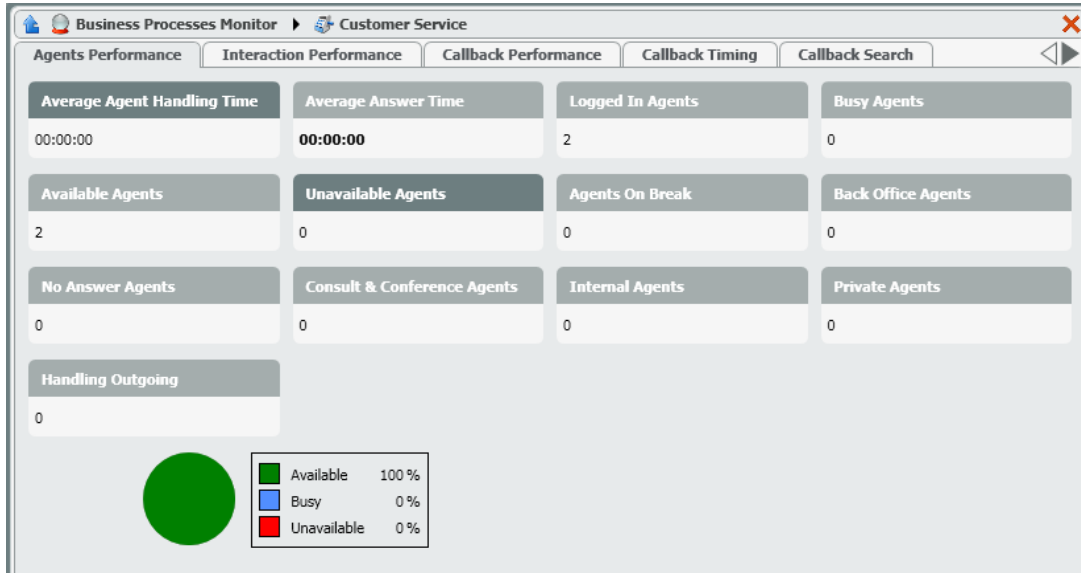 Business Processes Monitor Customer Service
Agents Performance Interaction Performance Callback Performance Callback Timing Callback Search
Average Agent Handling Time Average Answer Time Logged In Agents Busy Agents
00:00:00 00:00:00 2 0
Available Agents Unavailable Agents Agents On Break Back Office Agents
2 0 0 0
No Answer Agents Consult & Conference Agents Internal Agents Private Agents
0 0 0 0
Handling Outgoing
0
Available 100 %
Busy 0 %
Unavailable 0 %